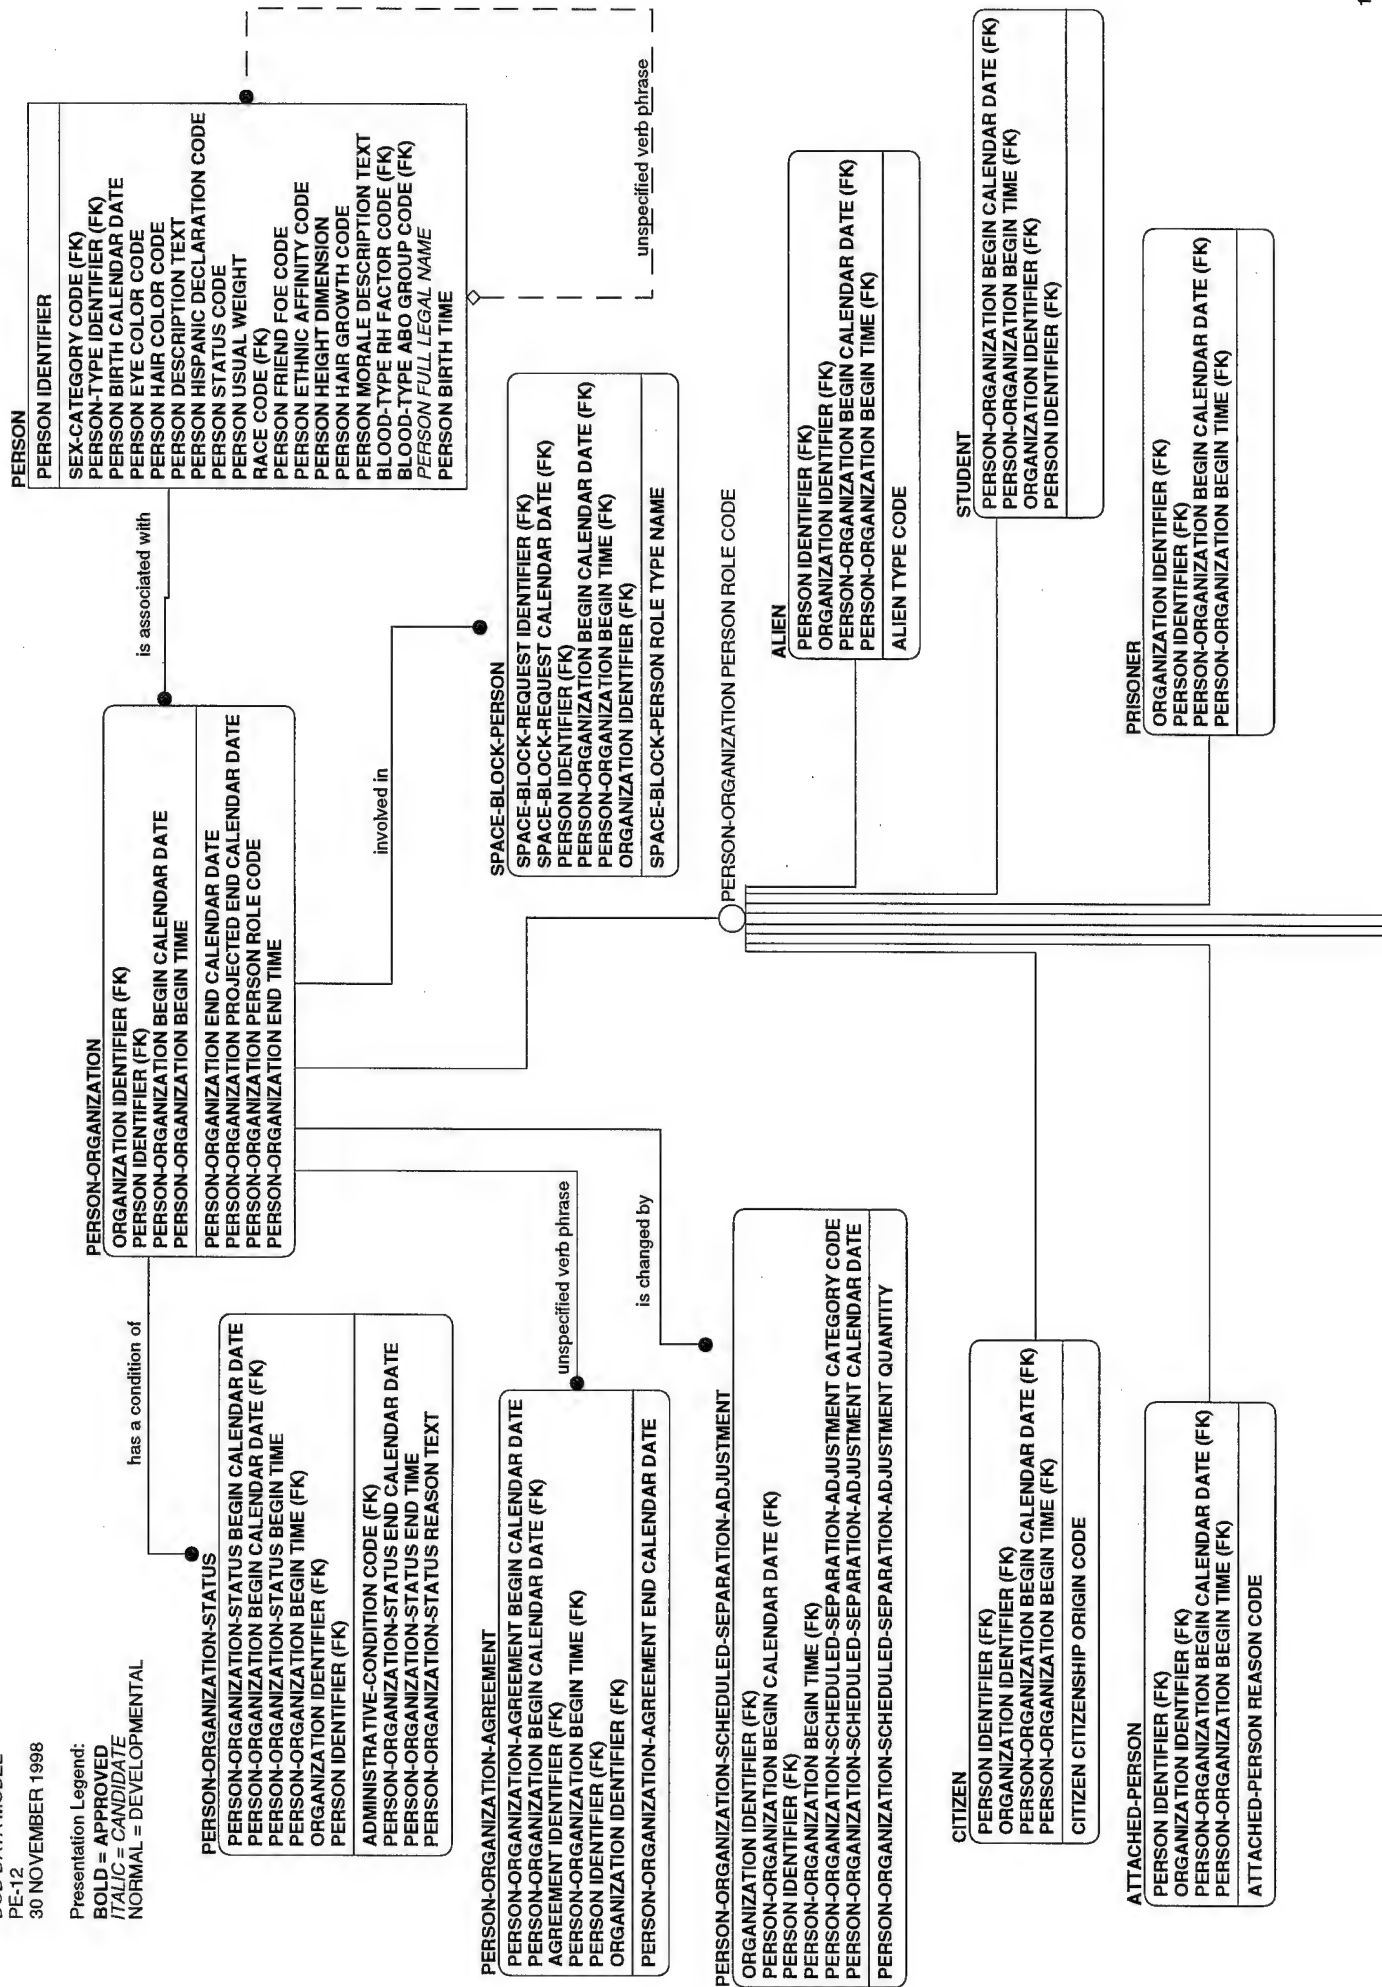 PE-12
30 NOVEMBER 1998
Presentation Legend:
BOLD = APPROVED
ITALIC = CANDIDATE
NORMAL = DEVELOPMENTAL
PERSON
PERSON IDENTIFIER
SEX-CATEGORY CODE (FK)
PERSON-TYPE IDENTIFIER (FK)
PERSON BIRTH CALENDAR DATE
PERSON EYE COLOR CODE
PERSON HAIR COLOR CODE
PERSON DESCRIPTION TEXT
PERSON HISPANIC DECLARATION CODE
PERSON STATUS CODE
PERSON USUAL WEIGHT
RACE CODE (FK)
PERSON FRIEND FOE CODE
PERSON ETHNIC AFFINITY CODE
PERSON HEIGHT DIMENSION
PERSON HAIR GROWTH CODE
PERSON MORALE DESCRIPTION TEXT
BLOOD-TYPE RH FACTOR CODE (FK)
BLOOD-TYPE ABO GROUP CODE (FK)
PERSON FULL LEGAL NAME
PERSON BIRTH TIME
unspecified verb phrase
is associated with
PERSON-ORGANIZATION
ORGANIZATION IDENTIFIER (FK)
PERSON IDENTIFIER (FK)
PERSON-ORGANIZATION BEGIN CALENDAR DATE
PERSON-ORGANIZATION BEGIN TIME
PERSON-ORGANIZATION END CALENDAR DATE
PERSON-ORGANIZATION PROJECTED END CALENDAR DATE
PERSON-ORGANIZATION PERSON ROLE CODE
PERSON-ORGANIZATION END TIME
has a condition of
PERSON-ORGANIZATION-STATUS
PERSON-ORGANIZATION-STATUS BEGIN CALENDAR DATE
PERSON-ORGANIZATION BEGIN CALENDAR DATE (FK)
PERSON-ORGANIZATION-STATUS BEGIN TIME
PERSON-ORGANIZATION BEGIN TIME (FK)
ORGANIZATION IDENTIFIER (FK)
PERSON IDENTIFIER (FK)
ADMINISTRATIVE-CONDITION CODE (FK)
PERSON-ORGANIZATION-STATUS END CALENDAR DATE
PERSON-ORGANIZATION-STATUS END TIME
PERSON-ORGANIZATION-STATUS REASON TEXT
involved in
SPACE-BLOCK-PERSON
SPACE-BLOCK-REQUEST IDENTIFIER (FK)
SPACE-BLOCK-REQUEST CALENDAR DATE (FK)
PERSON IDENTIFIER (FK)
PERSON-ORGANIZATION BEGIN CALENDAR DATE (FK)
PERSON-ORGANIZATION BEGIN TIME (FK)
ORGANIZATION IDENTIFIER (FK)
SPACE-BLOCK-PERSON ROLE TYPE NAME
unspecified verb phrase
PERSON-ORGANIZATION-AGREEMENT
PERSON-ORGANIZATION-AGREEMENT BEGIN CALENDAR DATE
PERSON-ORGANIZATION BEGIN CALENDAR DATE (FK)
AGREEMENT IDENTIFIER (FK)
PERSON-ORGANIZATION BEGIN TIME (FK)
PERSON IDENTIFIER (FK)
ORGANIZATION IDENTIFIER (FK)
PERSON-ORGANIZATION-AGREEMENT END CALENDAR DATE
is changed by
PERSON-ORGANIZATION-SCHEDULED-SEPARATION-ADJUSTMENT
ORGANIZATION IDENTIFIER (FK)
PERSON-ORGANIZATION BEGIN CALENDAR DATE (FK)
PERSON IDENTIFIER (FK)
PERSON-ORGANIZATION BEGIN TIME (FK)
PERSON-ORGANIZATION-SCHEDULED-SEPARATION-ADJUSTMENT CATEGORY CODE
PERSON-ORGANIZATION-SCHEDULED-SEPARATION-ADJUSTMENT CALENDAR DATE
PERSON-ORGANIZATION-SCHEDULED-SEPARATION-ADJUSTMENT QUANTITY
PERSON-ORGANIZATION PERSON ROLE CODE
ALIEN
PERSON IDENTIFIER (FK)
ORGANIZATION IDENTIFIER (FK)
PERSON-ORGANIZATION BEGIN CALENDAR DATE (FK)
PERSON-ORGANIZATION BEGIN TIME (FK)
ALIEN TYPE CODE
STUDENT
PERSON-ORGANIZATION BEGIN CALENDAR DATE (FK)
PERSON-ORGANIZATION BEGIN TIME (FK)
ORGANIZATION IDENTIFIER (FK)
PERSON IDENTIFIER (FK)
PRISONER
ORGANIZATION IDENTIFIER (FK)
PERSON IDENTIFIER (FK)
PERSON-ORGANIZATION BEGIN CALENDAR DATE (FK)
PERSON-ORGANIZATION BEGIN TIME (FK)
CITIZEN
PERSON IDENTIFIER (FK)
ORGANIZATION IDENTIFIER (FK)
PERSON-ORGANIZATION BEGIN CALENDAR DATE (FK)
PERSON-ORGANIZATION BEGIN TIME (FK)
CITIZEN CITIZENSHIP ORIGIN CODE
ATTACHED-PERSON
PERSON IDENTIFIER (FK)
ORGANIZATION IDENTIFIER (FK)
PERSON-ORGANIZATION BEGIN CALENDAR DATE (FK)
PERSON-ORGANIZATION BEGIN TIME (FK)
ATTACHED-PERSON REASON CODE